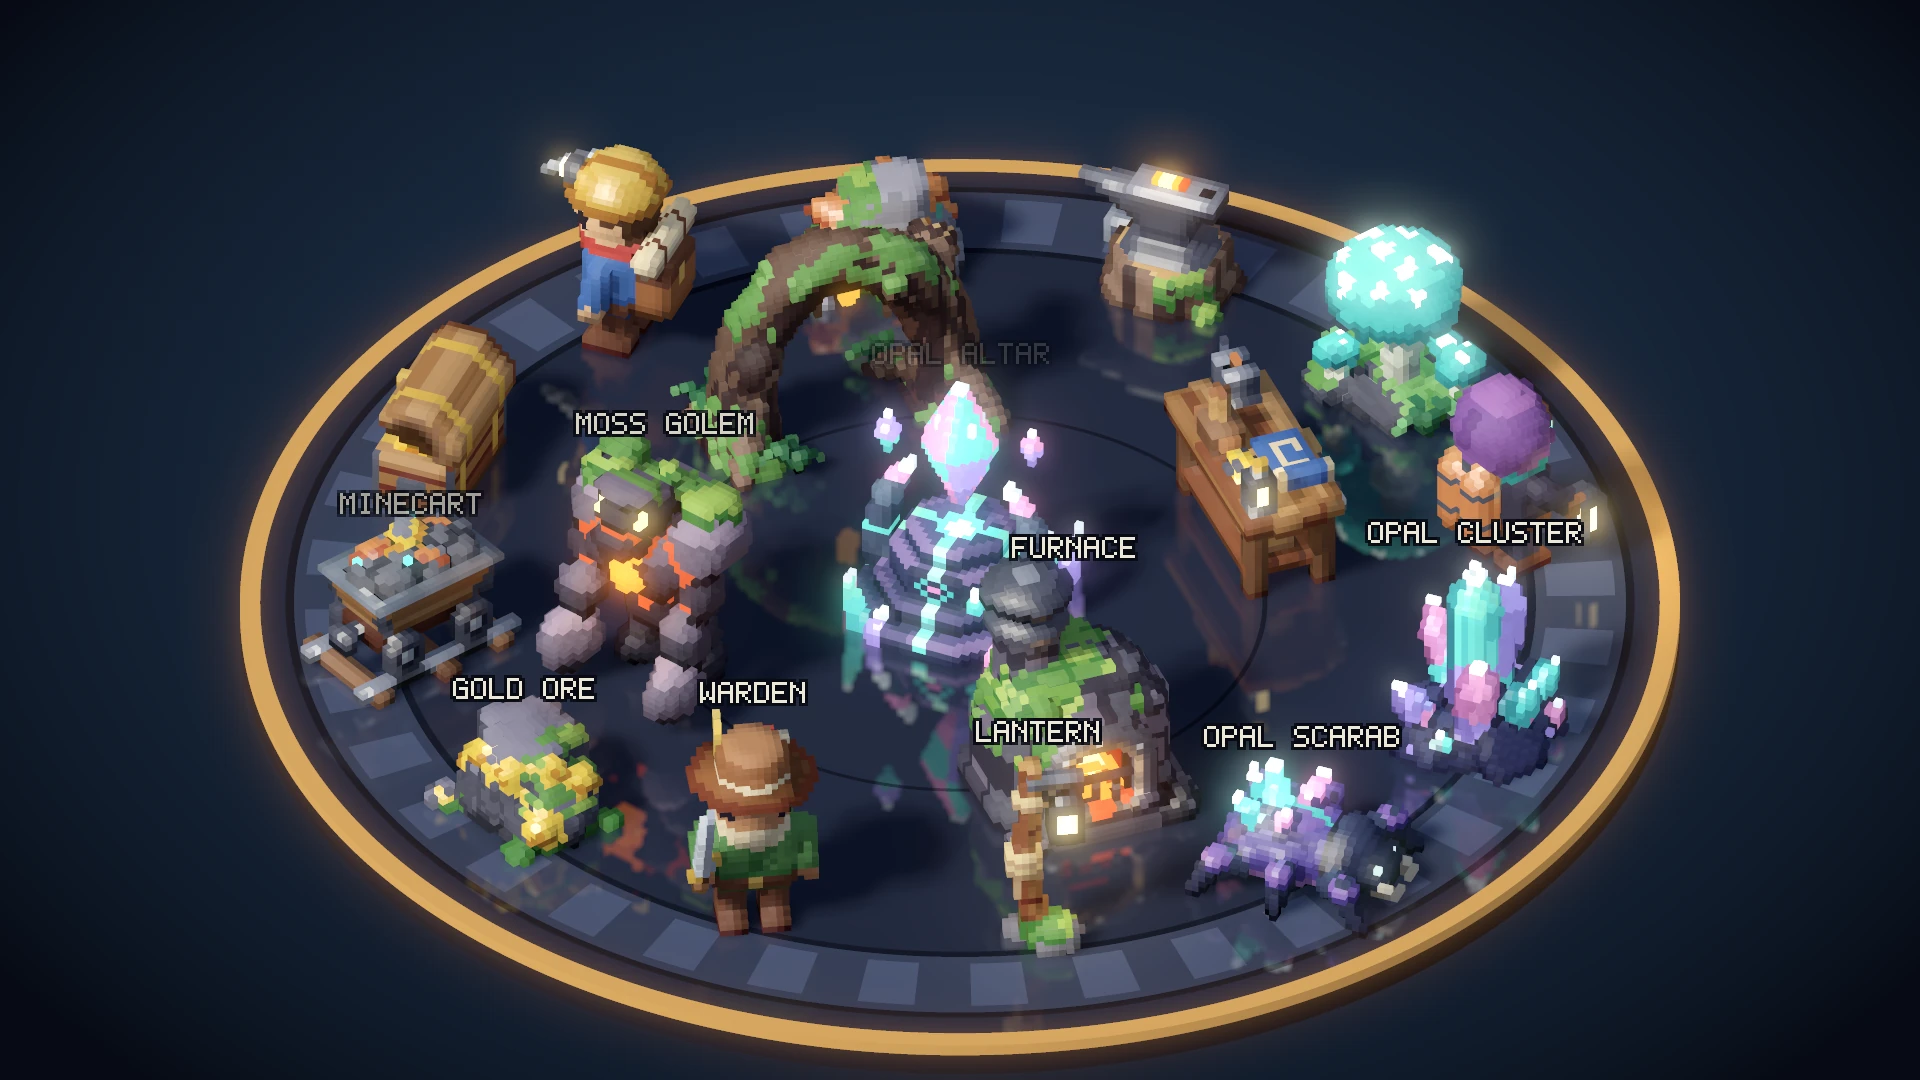 OPAL ALTAR
MOSS GOLEM
MINECART
OPAL CLUSTER
FURNACE
GOLD ORE
WARDEN
LANTERN
OPAL SCARAB